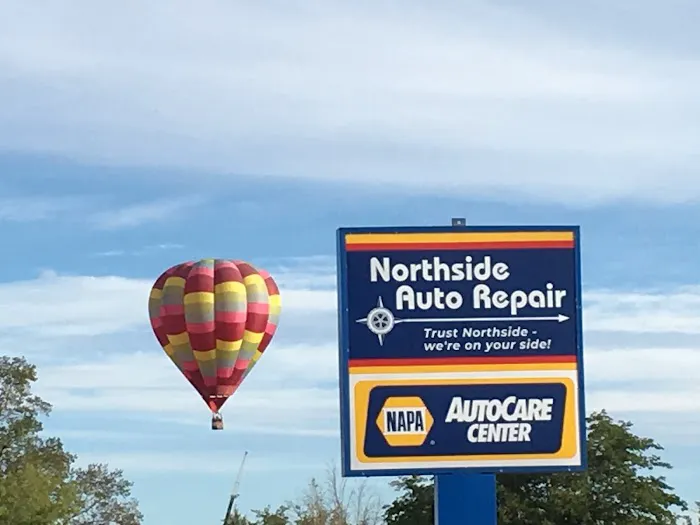 Northside
Auto Repair
Trust Northside -
we're on your side!
NAPA
AUTOCARE
CENTER